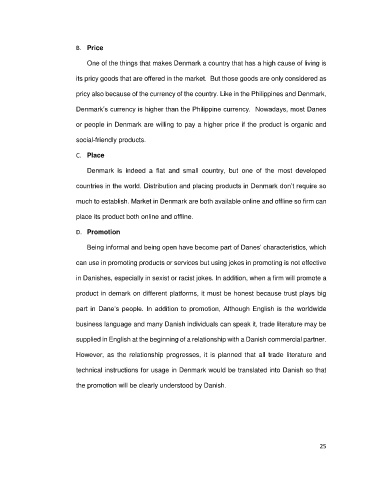 B. Price
One of the things that makes Denmark a country that has a high cause of living is
its pricy goods that are offered in the market. But those goods are only considered as
pricy also because of the currency of the country. Like in the Philippines and Denmark,
Denmark's currency is higher than the Philippine currency. Nowadays, most Danes
or people in Denmark are willing to pay a higher price if the product is organic and
social-friendly products.
C. Place
Denmark is indeed a flat and small country, but one of the most developed
countries in the world. Distribution and placing products in Denmark don't require so
much to establish. Market in Denmark are both available online and offline so firm can
place its product both online and offline.
D. Promotion
Being informal and being open have become part of Danes' characteristics, which
can use in promoting products or services but using jokes in promoting is not effective
in Danishes, especially in sexist or racist jokes. In addition, when a firm will promote a
product in demark on different platforms, it must be honest because trust plays big
part in Dane's people. In addition to promotion, Although English is the worldwide
business language and many Danish individuals can speak it, trade literature may be
supplied in English at the beginning of a relationship with a Danish commercial partner.
However, as the relationship progresses, it is planned that all trade literature and
technical instructions for usage in Denmark would be translated into Danish so that
the promotion will be clearly understood by Danish.
25